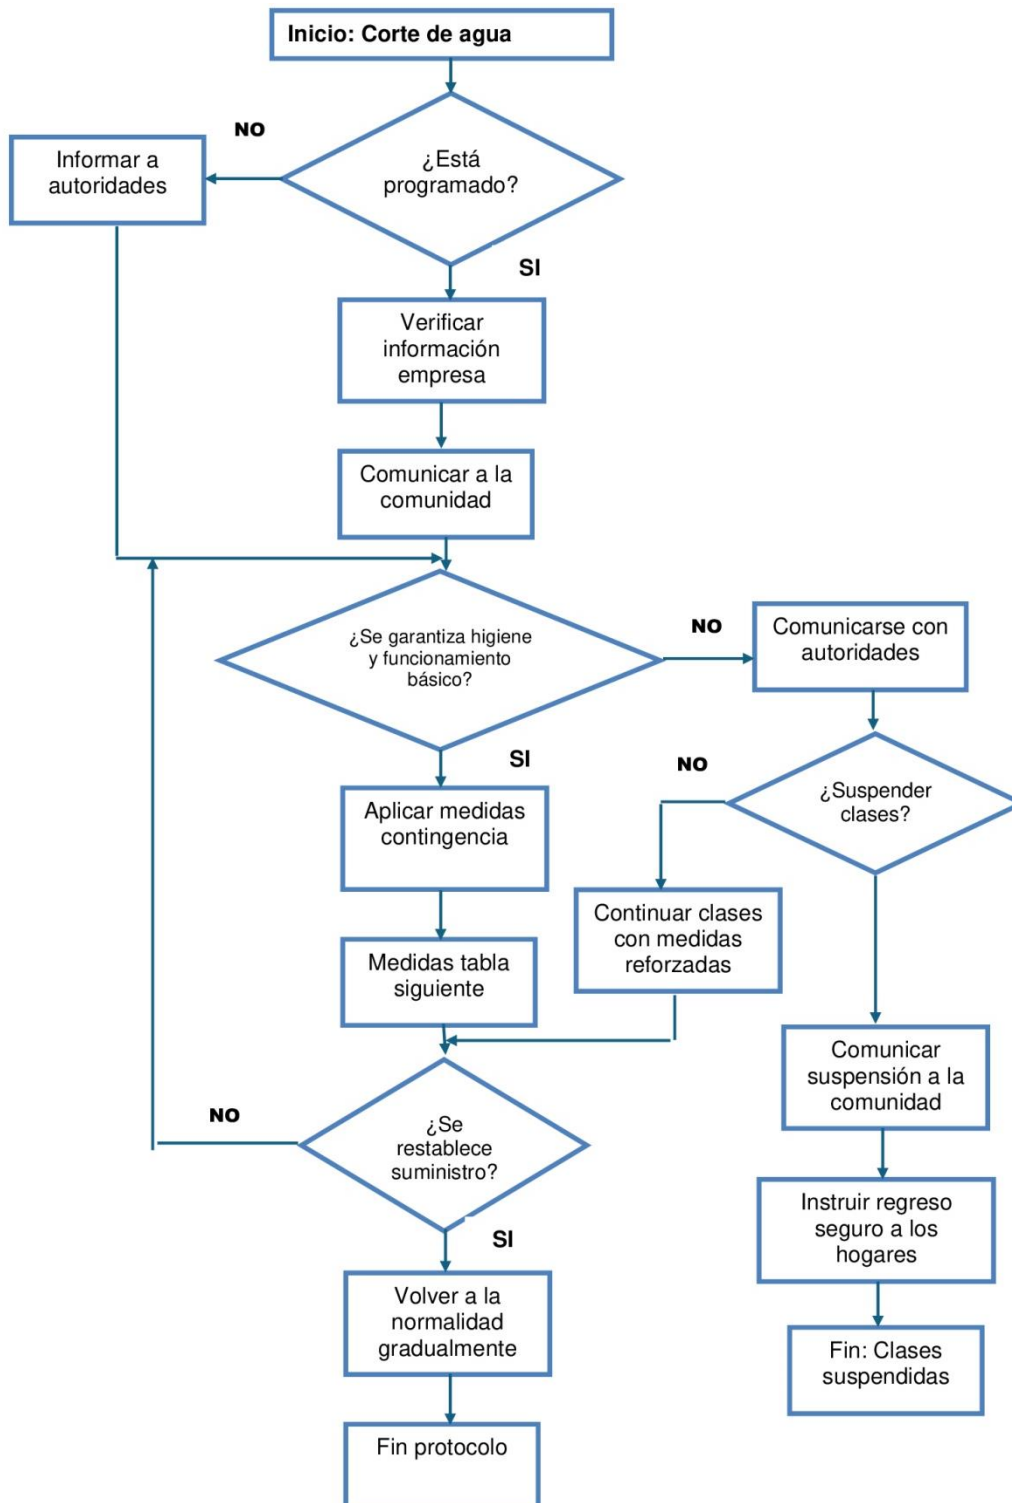 Inicio: Corte de agua
NO
Informar a
autoridades
¿Está
programado?
SI
Verificar
información
empresa
Comunicar a la
comunidad
¿Se garantiza higiene
y funcionamiento
básico?
NO
Comunicarse con
autoridades
SI
NO
¿Suspender
clases?
Aplicar medidas
contingencia
Continuar clases
con medidas
reforzadas
Medidas tabla
siguiente
Comunicar
suspensión a la
comunidad
NO
¿Se
restablece
suministro?
SI
Instruir regreso
seguro a los
hogares
Volver a la
normalidad
gradualmente
Fin: Clases
suspendidas
Fin protocolo